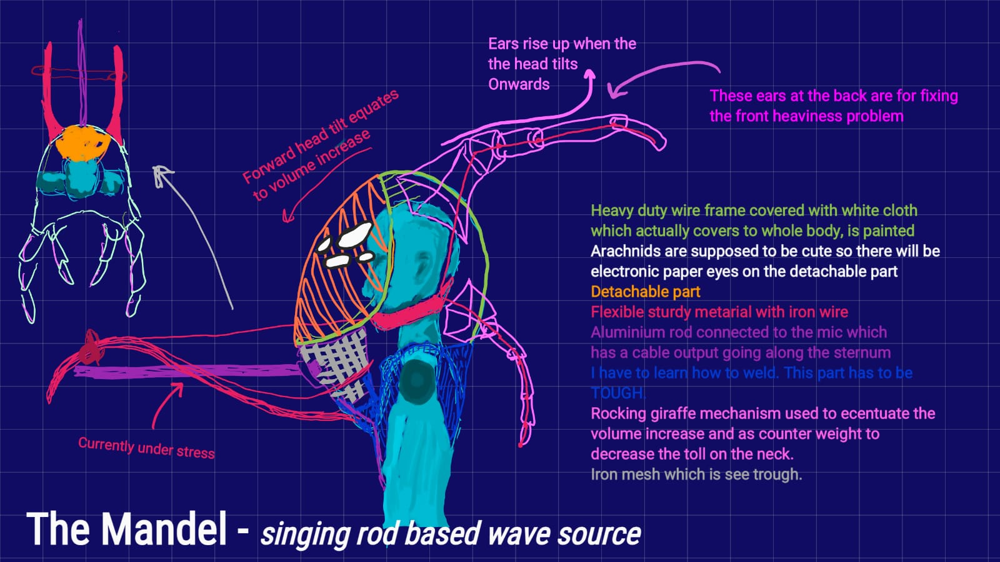 Ears rise up when the
the head tilts
Onwards
These ears at the back are for fixing
the front heaviness problem
Forward head tilt equates
to volume increase
Heavy duty wire frame covered with white cloth
which actually covers to whole body, is painted
Arachnids are supposed to be cute so there will be
electronic paper eyes on the detachable part
Detachable part
Flexible sturdy metarial with iron wire
Aluminium rod connected to the mic which
has a cable output going along the sternum
I have to learn how to weld. This part has to be
TOUGH.
Rocking giraffe mechanism used to ecentuate the
volume increase and as counter weight to
decrease the toll on the neck.
Iron mesh which is see trough.
Currently under stress
The Mandel - singing rod based wave source